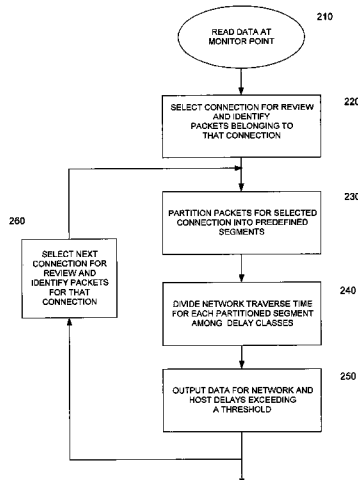 210
READ DATA AT
MONITOR POINT
220
SELECT CONNECTION FOR REVIEW
AND IDENTIFY
PACKETS BELONGING TO
THAT CONNECTION
230
PARTITION PACKETS FOR SELECTED
CONNECTION INTO PREDEFINED
SEGMENTS
260
SELECT NEXT
CONNECTION FOR
REVIEW AND
IDENTIFY PACKETS
FOR THAT
CONNECTION
240
DIVIDE NETWORK TRAVERSE TIME
FOR EACH PARTITIONED SEGMENT
AMONG DELAY CLASSES
250
OUTPUT DATA FOR NETWORK AND
HOST DELAYS EXCEEDING
A THRESHOLD